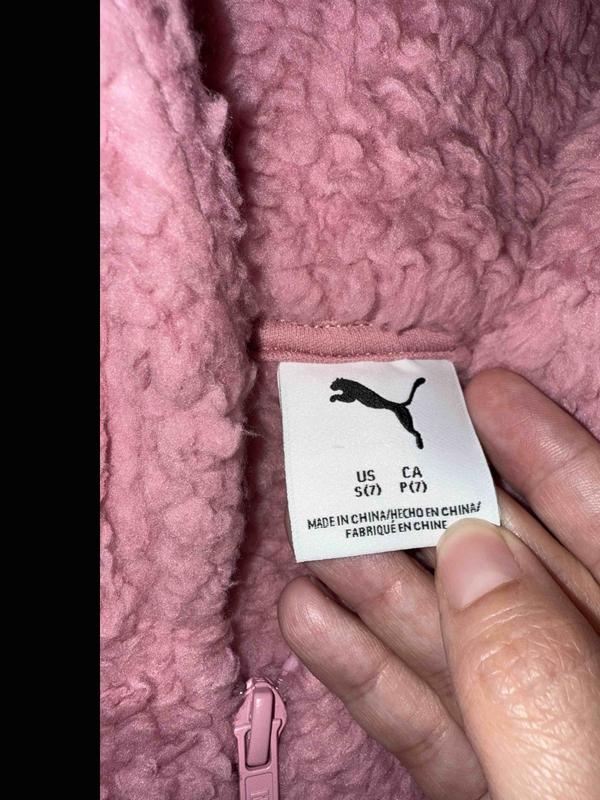 US CA
S(7) P(7)
MADE IN CHINA/HECHO EN CHINA/
FABRIQUÉ EN CHINE